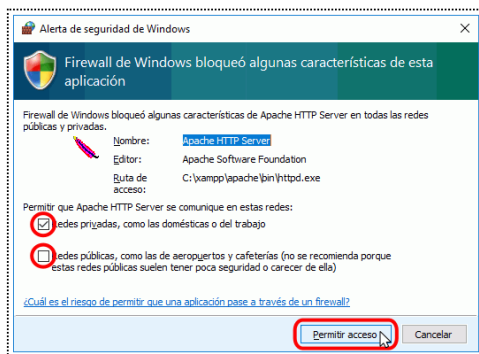 Alerta de seguridad de Windows
Firewall de Windows bloqueó algunas características de esta
aplicación
Firewall de Windows bloqueó algunas características de Apache HTTP Server en todas las redes
públicas y privadas.
Nombre: Apache HTTP Server
Editor: Apache Software Foundation
Ruta de acceso: C:\xampp\apache\bin\httpd.exe
Permitir que Apache HTTP Server se comunique en estas redes:
Redes privadas, como las domésticas o del trabajo
Redes públicas, como las de aeropuertos y cafeterías (no se recomienda porque
estas redes públicas suelen tener poca seguridad o carecer de ella)
¿Cuál es el riesgo de permitir que una aplicación pase a través de un firewall?
Permitir acceso Cancelar